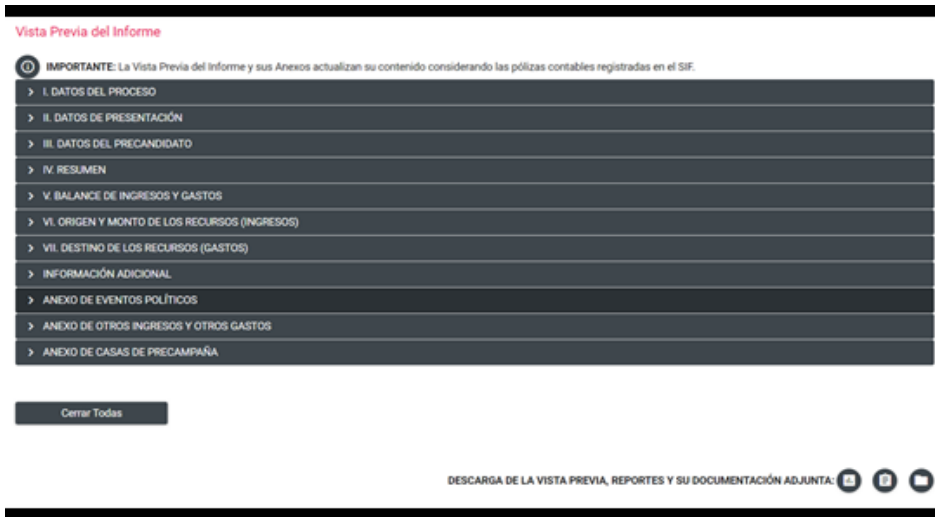 Vista Previa del Informe
IMPORTANTE: La Vista Previa del Informe y sus Anexos actualizan su contenido considerando las pólizas contables registradas en el SIF.
I. DATOS DEL PROCESO
II. DATOS DE PRESENTACIÓN
III. DATOS DEL PRECANDIDATO
IV. RESUMEN
V. BALANCE DE INGRESOS Y GASTOS
VI. ORIGEN Y MONTO DE LOS RECURSOS (INGRESOS)
VII. DESTINO DE LOS RECURSOS (GASTOS)
INFORMACIÓN ADICIONAL
ANEXO DE EVENTOS POLÍTICOS
ANEXO DE OTROS INGRESOS Y OTROS GASTOS
ANEXO DE CASAS DE PRECAMPAÑA
Cerrar Todas
DESCARGA DE LA VISTA PREVIA, REPORTES Y SU DOCUMENTACIÓN ADJUNTA: